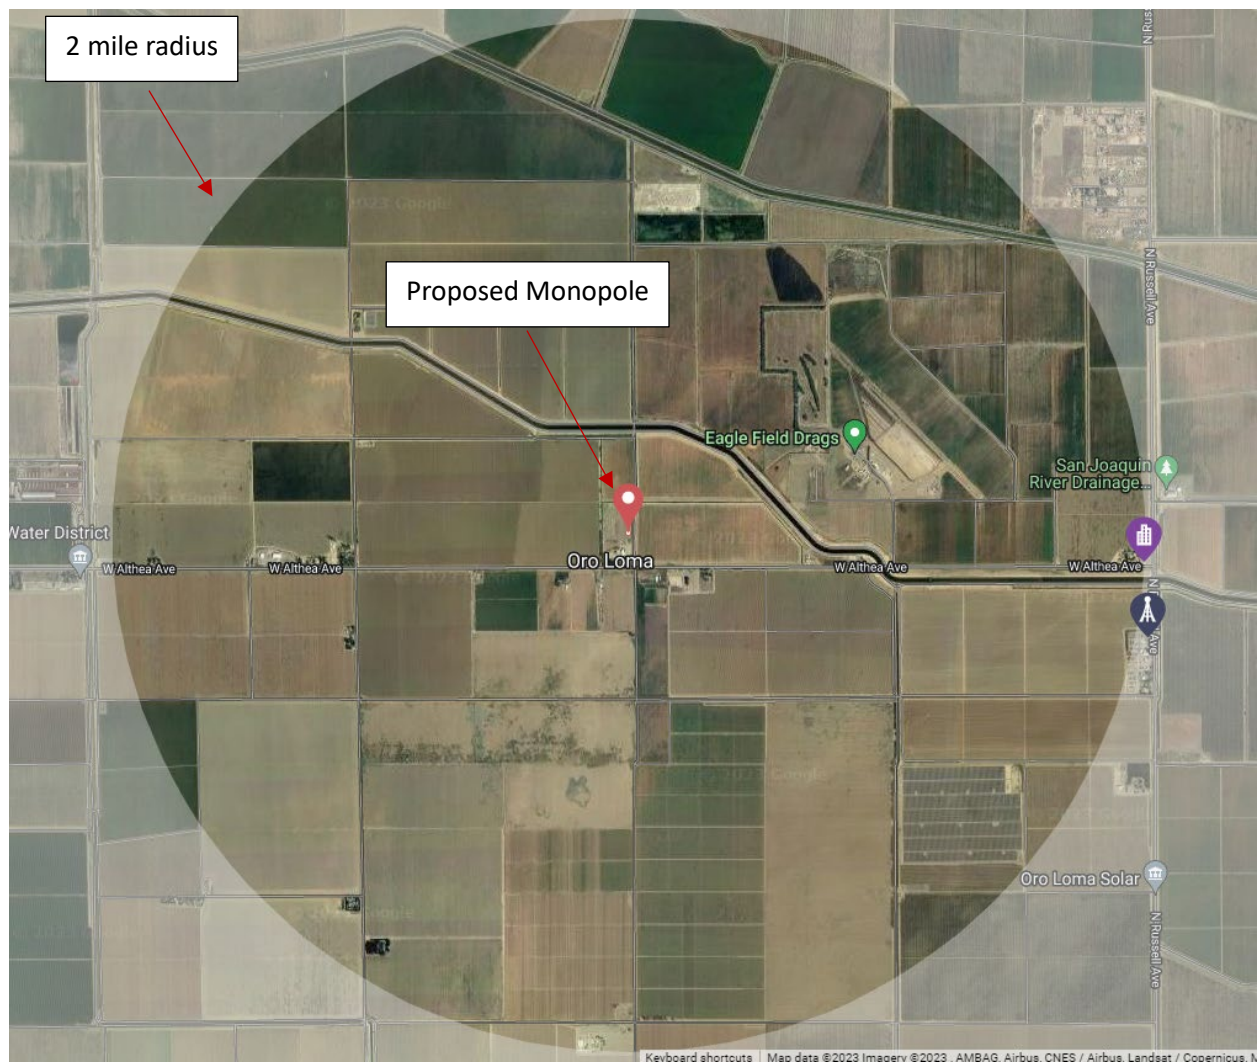 2 mile radius
N Rus
Proposed Monopole
N Russell Ave
Eagle Field Drags
San Joaquin
River Drainage...
Water District
Oro Loma
W Althea Ave
W Althea Ave
W Althea Ave
W Althea Ave
Ave
Oro Loma Solar
N Russell Ave
Keyboard shortcuts
Map data ©2023 Imagery ©2023 , AMBAG, Airbus, CNES / Airbus, Landsat / Copernicus,